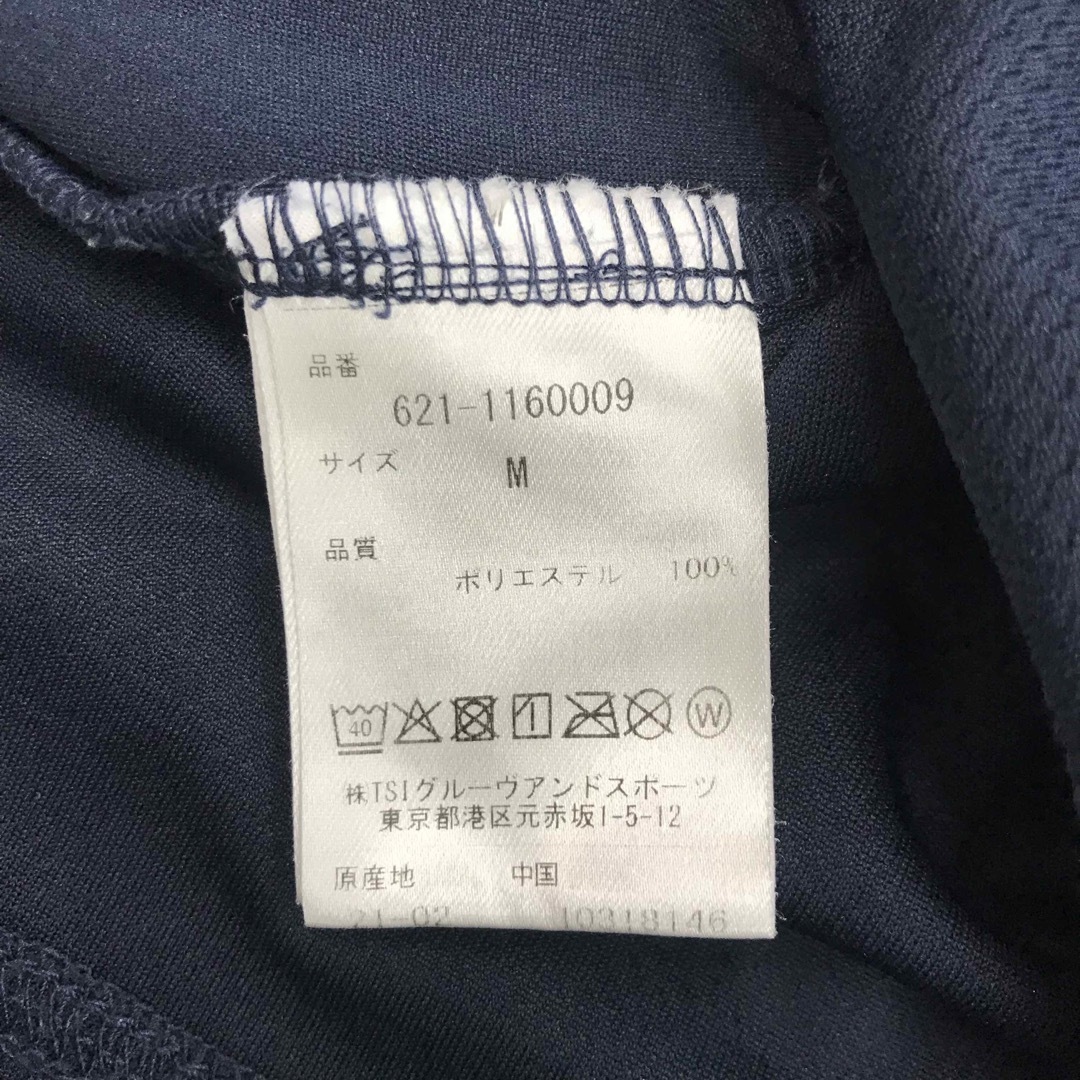 品番
621-1160009
サイズ M
品質
ポリエステル 100%
40 1 W
㈱TSIグルーヴアンドスポーツ
東京都港区元赤坂1-5-12
原産地 中国
21-02 10318146